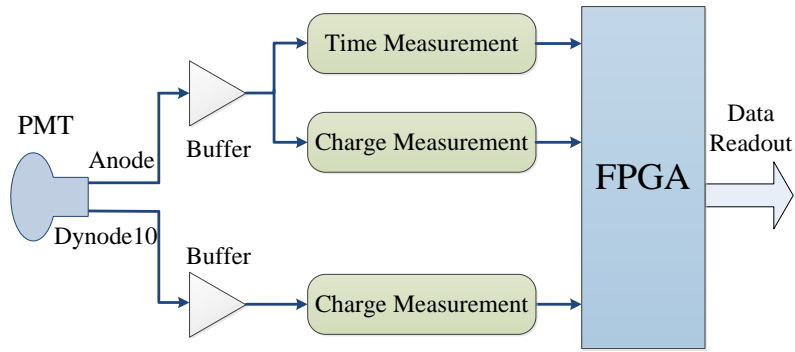 Time Measurement
PMT
Anode
Buffer
Charge Measurement
FPGA
Data
Readout
Dynode10
Buffer
Charge Measurement